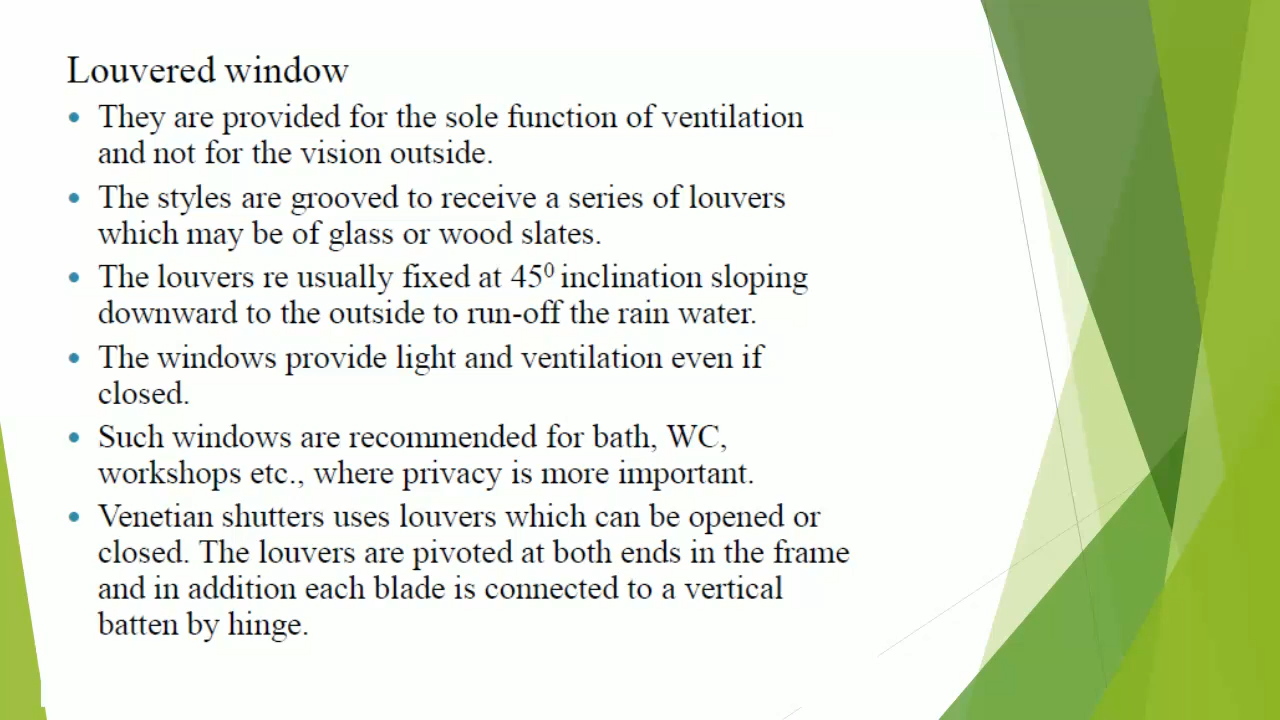 Louvered window
• They are provided for the sole function of ventilation
and not for the vision outside.
• The styles are grooved to receive a series of louvers
which may be of glass or wood slates.
• The louvers re usually fixed at 45⁰ inclination sloping
downward to the outside to run-off the rain water.
• The windows provide light and ventilation even if
closed.
• Such windows are recommended for bath, WC,
workshops etc., where privacy is more important.
• Venetian shutters uses louvers which can be opened or
closed. The louvers are pivoted at both ends in the frame
and in addition each blade is connected to a vertical
batten by hinge.